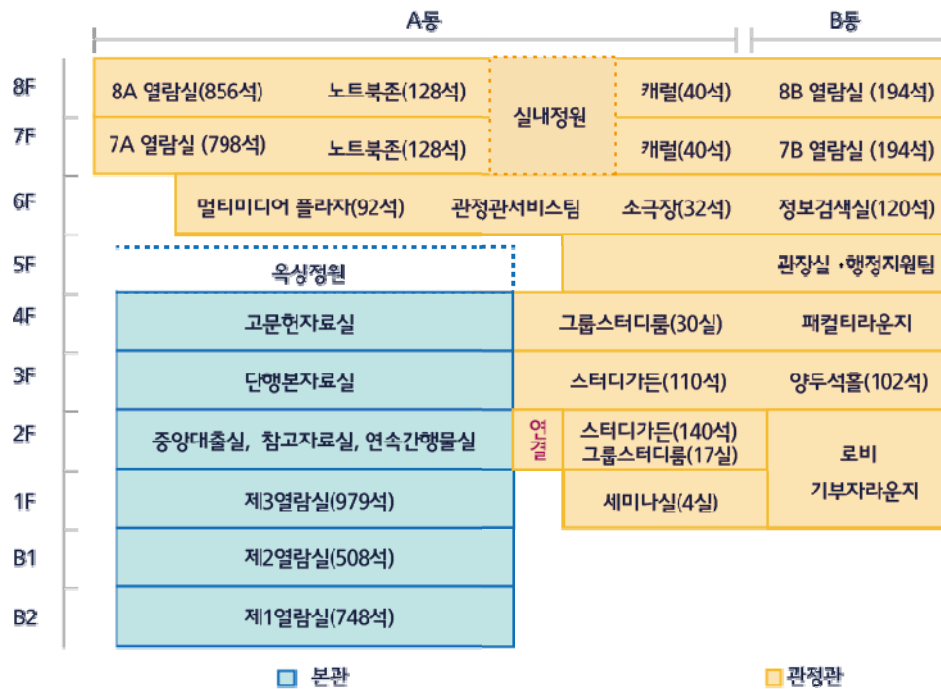 A동 B동
8F 8A 열람실(856석) 노트북존(128석) 캐럴(40석) 8B 열람실 (194석)
실내정원
7F 7A 열람실 (798석) 노트북존(128석) 캐럴(40석) 7B 열람실 (194석)
6F 멀티미디어 플라자(92석) 관정관서비스팀 소극장(32석) 정보검색실(120석)
5F 옥상정원 관장실 ·행정지원팀
4F 고문헌자료실 그룹스터디룸(30실) 패컬티라운지
3F 단행본자료실 스터디가든(110석) 양두석홀(102석)
2F 중앙대출실, 참고자료실, 연속간행물실 연결 스터디가든(140석)
그룹스터디룸(17실) 로비
1F 제3열람실(979석) 세미나실(4실) 기부자라운지
B1 제2열람실(508석)
B2 제1열람실(748석)
본관 관정관